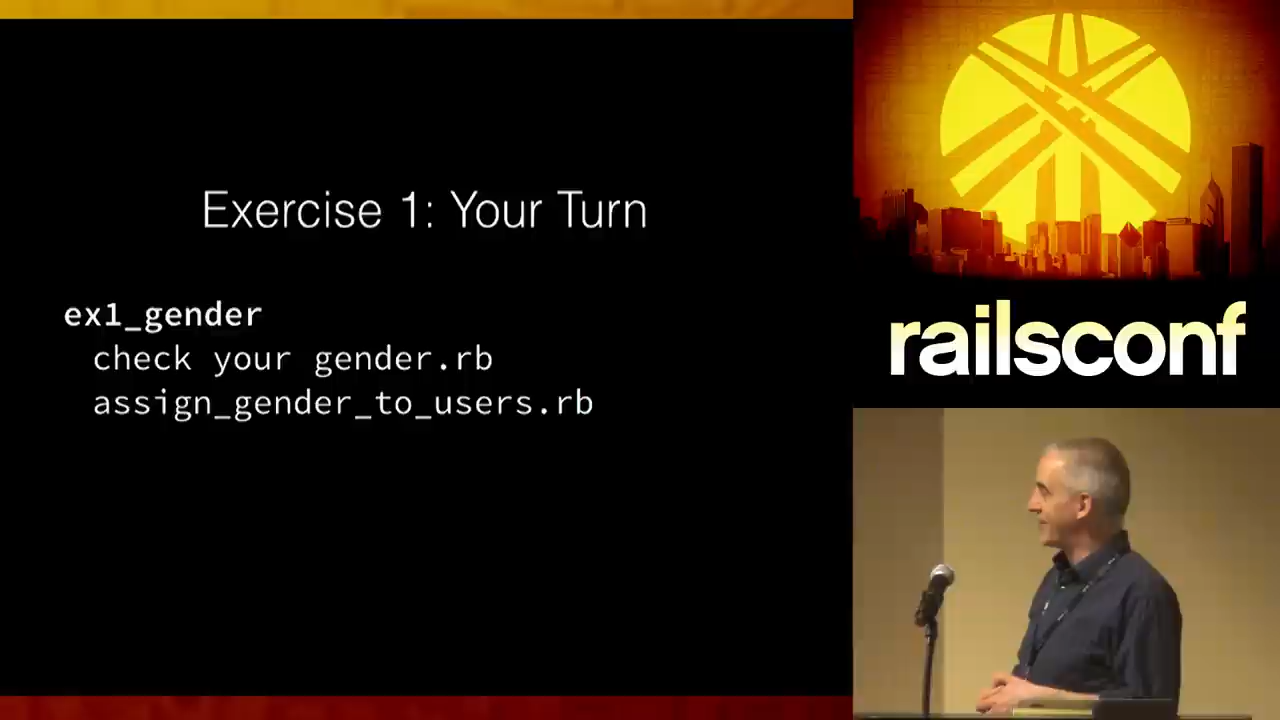 Exercise 1: Your Turn
ex1_gender
check your gender.rb
assign_gender_to_users.rb
railsconf